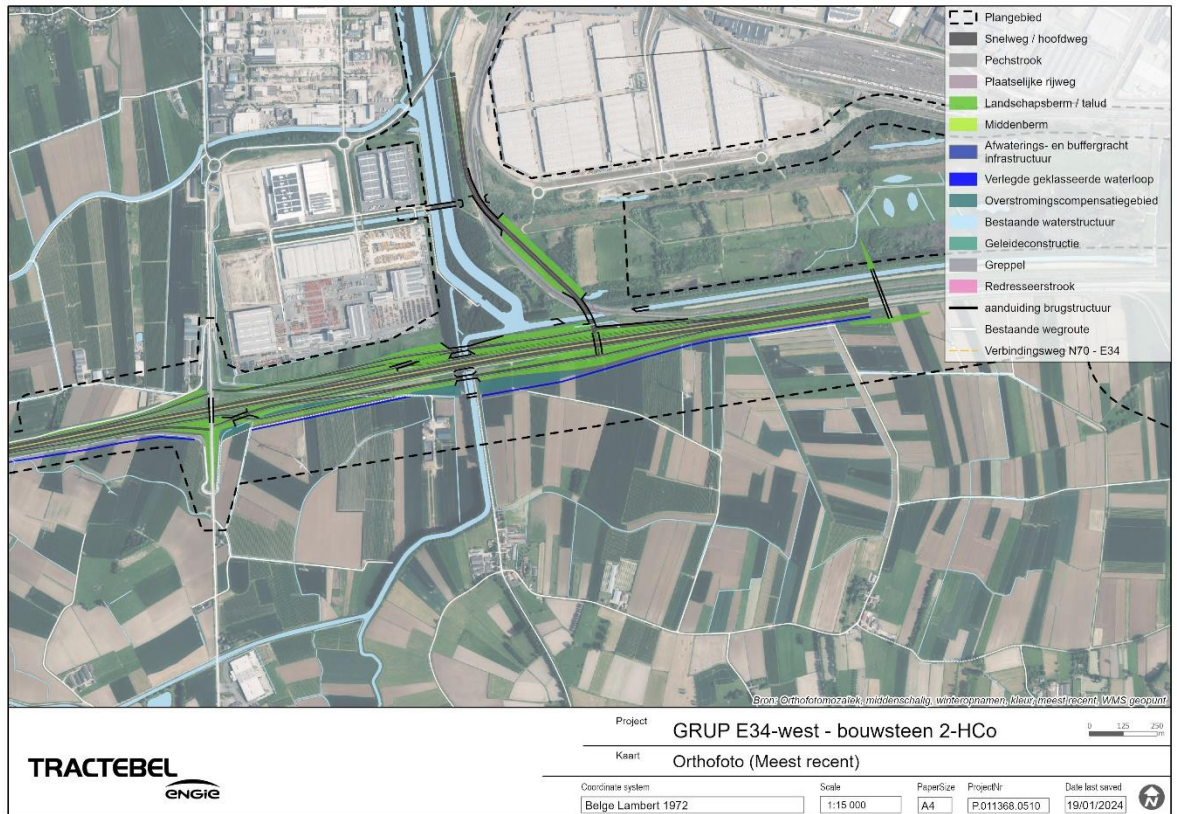 Plangebied
Snelweg / hoofdweg
Pechstrook
Plaatselijke rijweg
Landschapsberm / talud
Middenberm
Afwaterings- en buffergracht
infrastructuur
Verlegde geklasseerde waterloop
Overstromingscompensatiegebied
Bestaande waterstructuur
Geleideconstructie
Greppel
Redresseerstrook
aanduiding brugstructuur
Bestaande wegroute
Verbindingsweg N70 - E34
Bron: Orthofotomozaïek, middenschalig, winteropnamen, kleur, meest recent, WMS geopunt
Project
GRUP E34-west - bouwsteen 2-HCo
0 125 250
m
Kaart
Orthofoto (Meest recent)
TRACTEBEL
ENGIE
Coordinate system
Belge Lambert 1972
Scale
1:15 000
PaperSize
A4
ProjectNr
P.011368.0510
Date last saved
19/01/2024
N